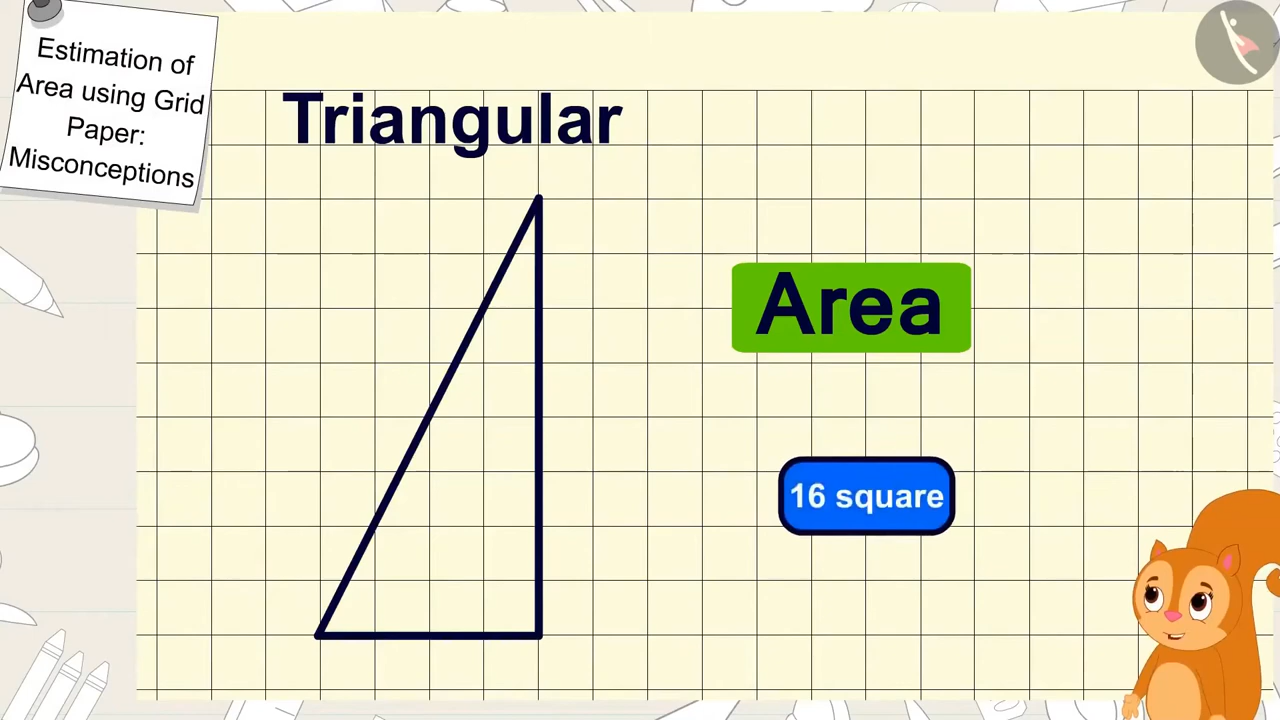 Estimation of
Area using Grid
Paper:
Misconceptions
Triangular
Area
16 square